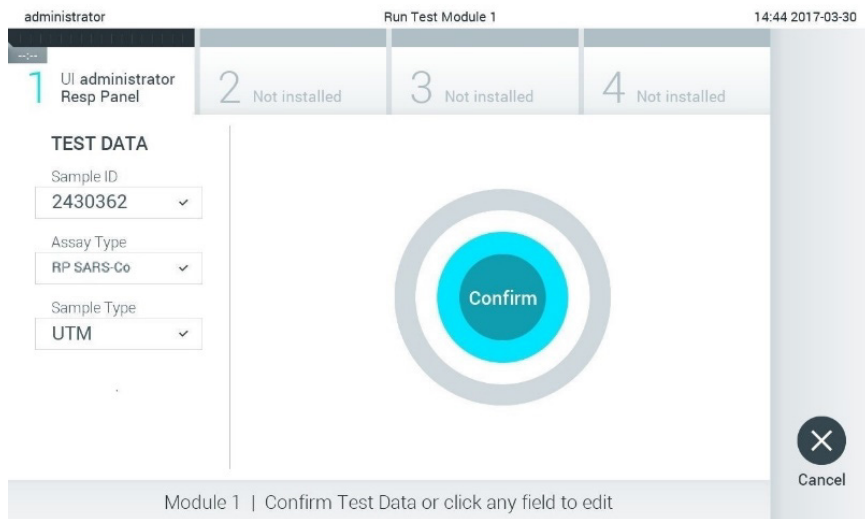 administrator Run Test Module 1 14:44 2017-03-30
--:--
1 UI administrator
Resp Panel
2 Not installed
3 Not installed
4 Not installed
TEST DATA
Sample ID
2430362
Assay Type
RP SARS-Co
Sample Type
UTM
Confirm
Cancel
Module 1 | Confirm Test Data or click any field to edit